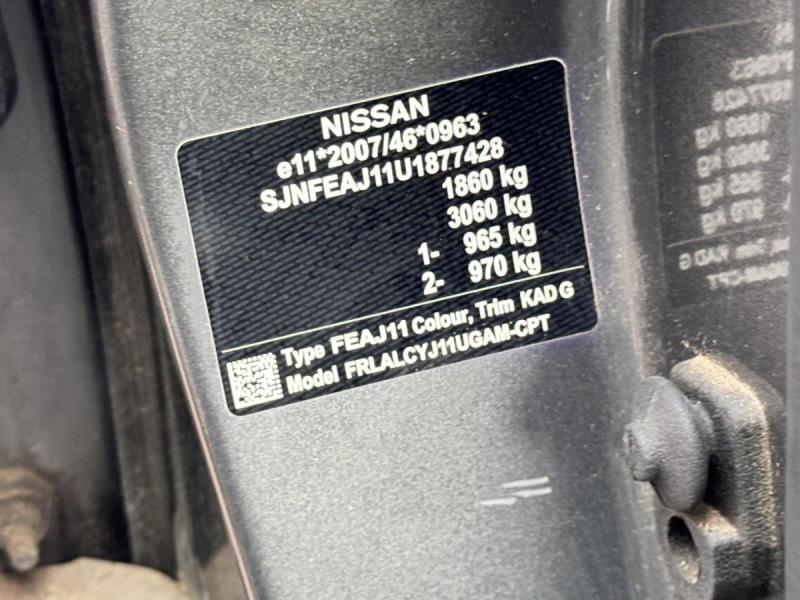 NISSAN
e11*2007/46*0963
SJNFEAJ11U1877428
1860 kg
3060 kg
1- 965 kg
2- 970 kg
Type FEAJ11 Colour, Trim KAD G
Model FRLALCYJ11UGAM-CPT